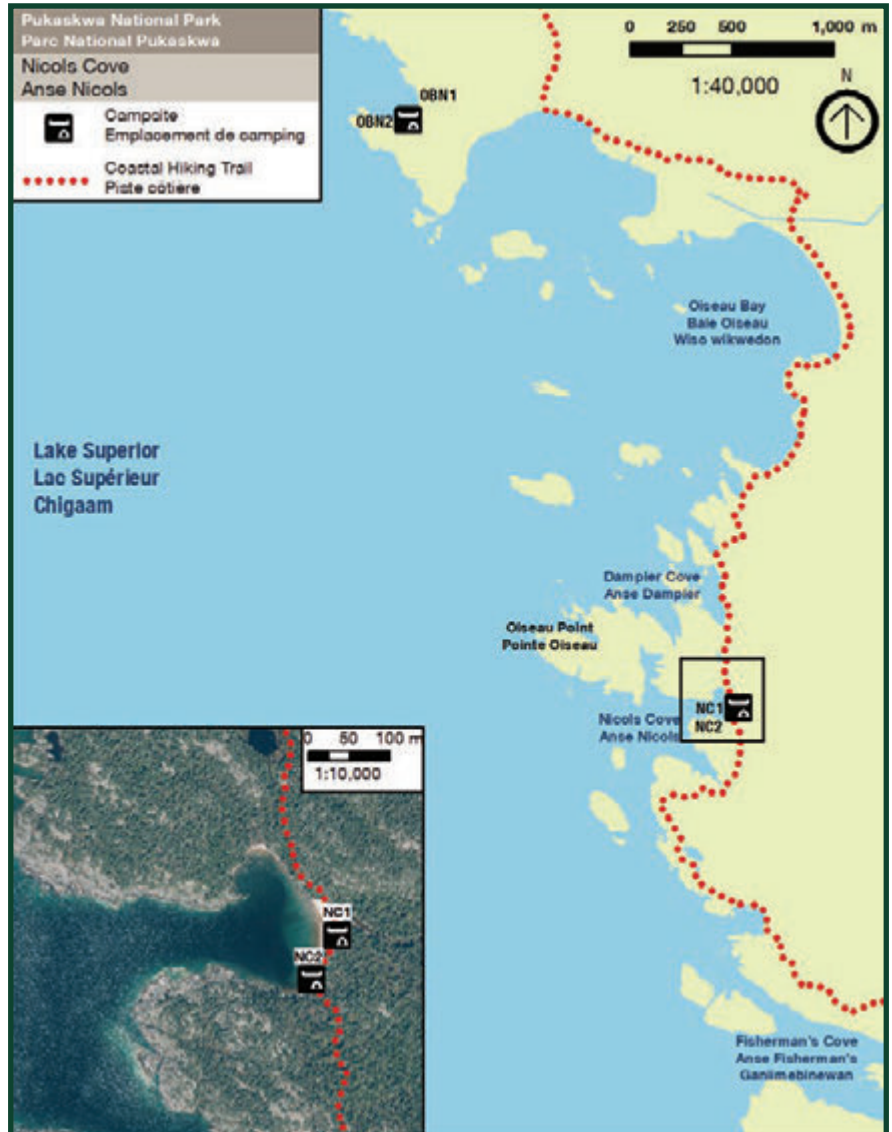 Pukaskwa National Park
Parc National Pukaskwa
Nicols Cove
Anse Nicols
Campsite
Emplacement de camping
Coastal Hiking Trail
Piste côtière
0 250 500 1,000 m
1:40,000
N
OBN1
OBN2
Oiseau Bay
Baie Oiseau
Wiso wikwedon
Lake Superior
Lac Supérieur
Chigaam
Dampier Cove
Anse Dampier
Oiseau Point
Pointe Oiseau
NC1
NC2
Nicols Cove
Anse Nicols
0 50 100 m
1:10,000
NC1
NC2
Fisherman's Cove
Anse Fisherman's
Ganiimebinewan